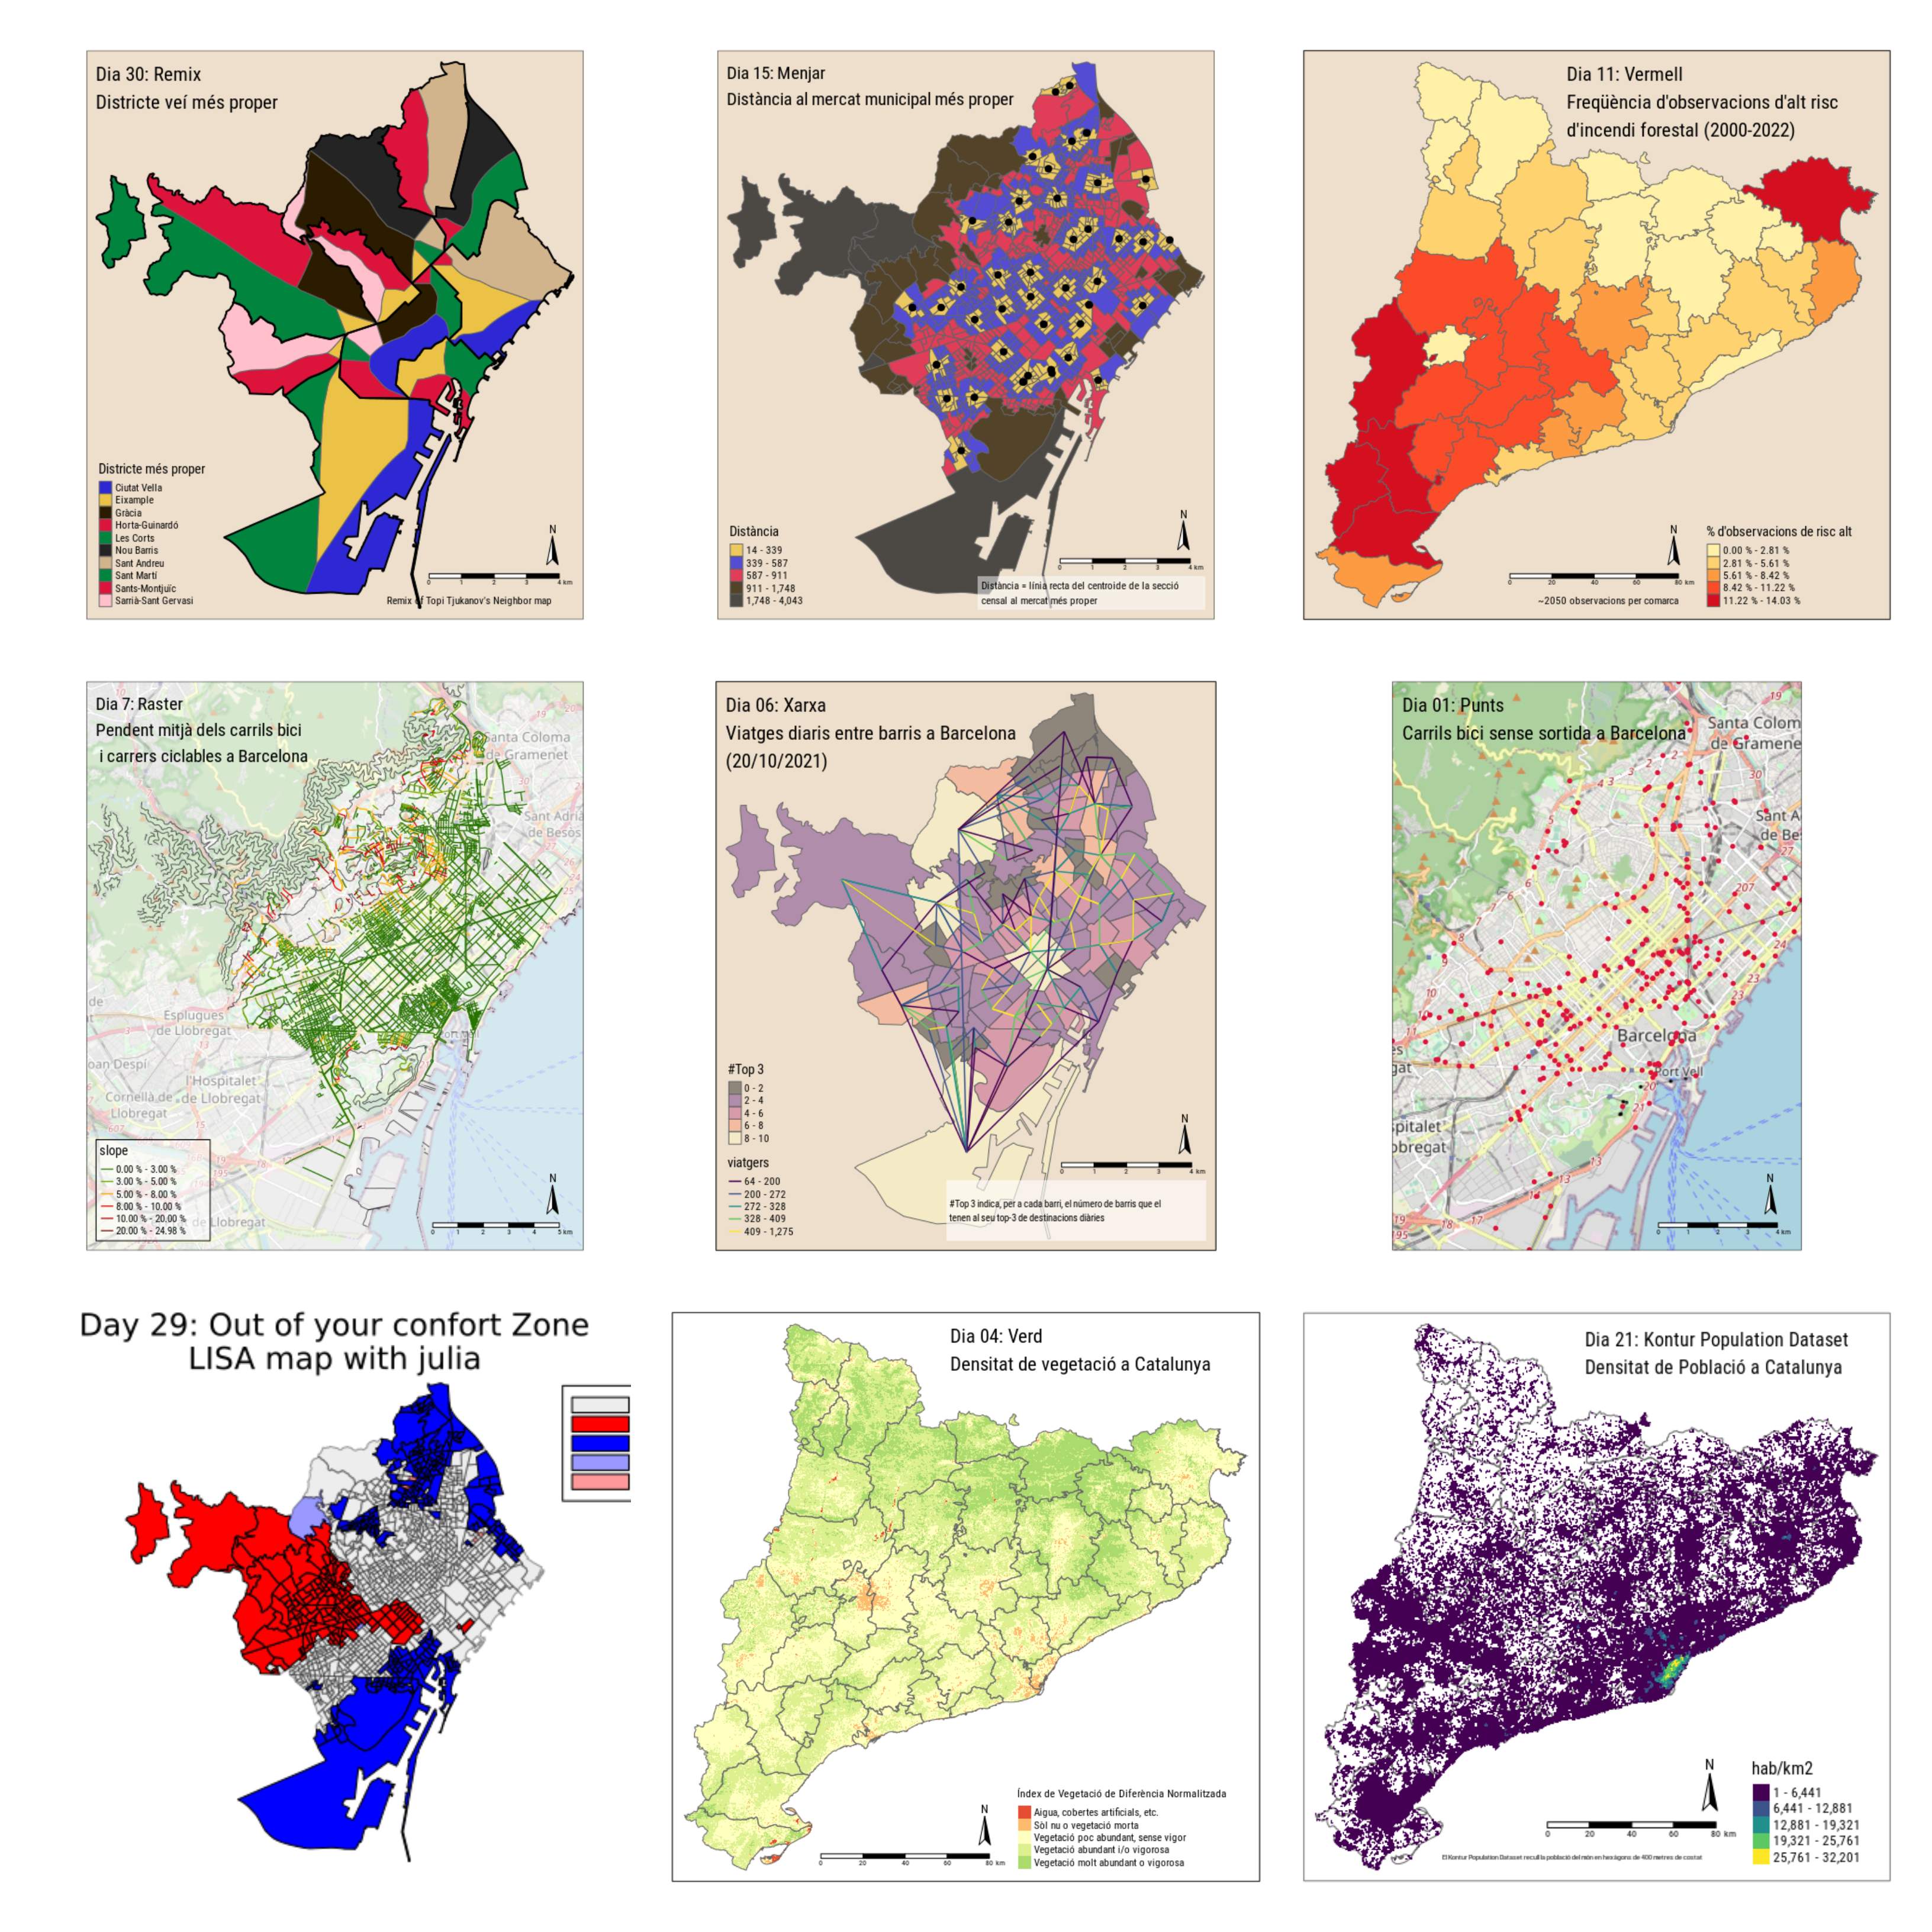 Dia 30: Remix
Districte veí més proper
Districte més proper
Ciutat Vella
Eixample
Gràcia
Horta-Guinardó
Les Corts
Nou Barris
Sant Andreu
Sant Martí
Sants-Montjuïc
Sarrià-Sant Gervasi
N
0 1 2 3 4 km
Remix of Topi Tjukanov's Neighbor map
Dia 15: Menjar
Distància al mercat municipal més proper
Distància
14 - 339
339 - 587
587 - 911
911 - 1,748
1,748 - 4,043
N
0 1 2 3 4 km
Distància = línia recta del centroide de la secció
censal al mercat més proper
Dia 11: Vermell
Freqüència d'observacions d'alt risc
d'incendi forestal (2000-2022)
N
0 20 40 60 80 km
~2050 observacions per comarca
% d'observacions de risc alt
0.00 % - 2.81 %
2.81 % - 5.61 %
5.61 % - 8.42 %
8.42 % - 11.22 %
11.22 % - 14.03 %
Dia 7: Raster
Pendent mitjà dels carrils bici
i carrers ciclables a Barcelona
Santa Coloma
de Gramenet
Sant Adrià
de Besòs
Esplugues
de Llobregat
oan Despí
l'Hospitalet
de Llobregat
Cornellà de
Llobregat
de Llobregat
slope
0.00 % - 3.00 %
3.00 % - 5.00 %
5.00 % - 8.00 %
8.00 % - 10.00 %
10.00 % - 20.00 %
20.00 % - 24.98 %
N
0 1 2 3 4 5 km
Dia 06: Xarxa
Viatges diaris entre barris a Barcelona
(20/10/2021)
#Top 3
0 - 2
2 - 4
4 - 6
6 - 8
8 - 10
viatgers
64 - 200
200 - 272
272 - 328
328 - 409
409 - 1,275
N
0 1 2 3 4 km
#Top 3 indica, per a cada barri, el número de barris que el
tenen al seu top-3 de destinacions diàries
Dia 01: Punts
Carrils bici sense sortida a Barcelona
Santa Colom
de Gramene
Sant A
de Be
Barcelona
Port Vell
spitalet
obregat
N
0 1 2 3 4 km
Day 29: Out of your confort Zone
LISA map with julia
Dia 04: Verd
Densitat de vegetació a Catalunya
N
0 20 40 60 80 km
Índex de Vegetació de Diferència Normalitzada
Aigua, cobertes artificials, etc.
Sòl nu o vegetació morta
Vegetació poc abundant, sense vigor
Vegetació abundant i/o vigorosa
Vegetació molt abundant o vigorosa
Dia 21: Kontur Population Dataset
Densitat de Població a Catalunya
N
0 20 40 60 80 km
El Kontur Population Dataset recull la població del món en hexàgons de 400 metres de costat
hab/km2
1 - 6,441
6,441 - 12,881
12,881 - 19,321
19,321 - 25,761
25,761 - 32,201